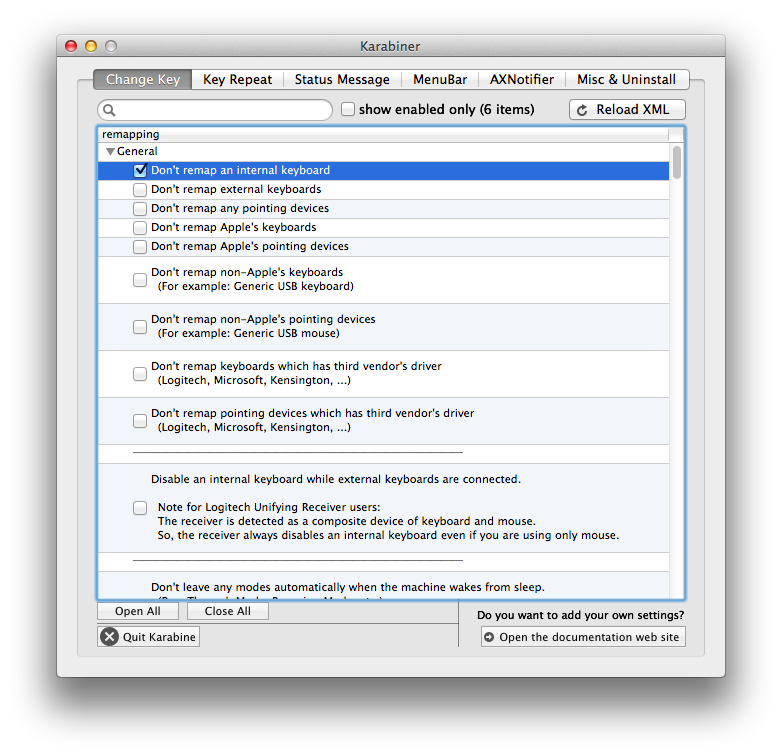 Karabiner
Change Key Key Repeat Status Message MenuBar AXNotifier Misc & Uninstall
show enabled only (6 items) Reload XML
remapping
General
Don't remap an internal keyboard
Don't remap external keyboards
Don't remap any pointing devices
Don't remap Apple's keyboards
Don't remap Apple's pointing devices
Don't remap non-Apple's keyboards
(For example: Generic USB keyboard)
Don't remap non-Apple's pointing devices
(For example: Generic USB mouse)
Don't remap keyboards which has third vendor's driver
(Logitech, Microsoft, Kensington, ...)
Don't remap pointing devices which has third vendor's driver
(Logitech, Microsoft, Kensington, ...)
Disable an internal keyboard while external keyboards are connected.
Note for Logitech Unifying Receiver users:
The receiver is detected as a composite device of keyboard and mouse.
So, the receiver always disables an internal keyboard even if you are using only mouse.
Don't leave any modes automatically when the machine wakes from sleep.
Open All Close All
Do you want to add your own settings?
Quit Karabine Open the documentation web site